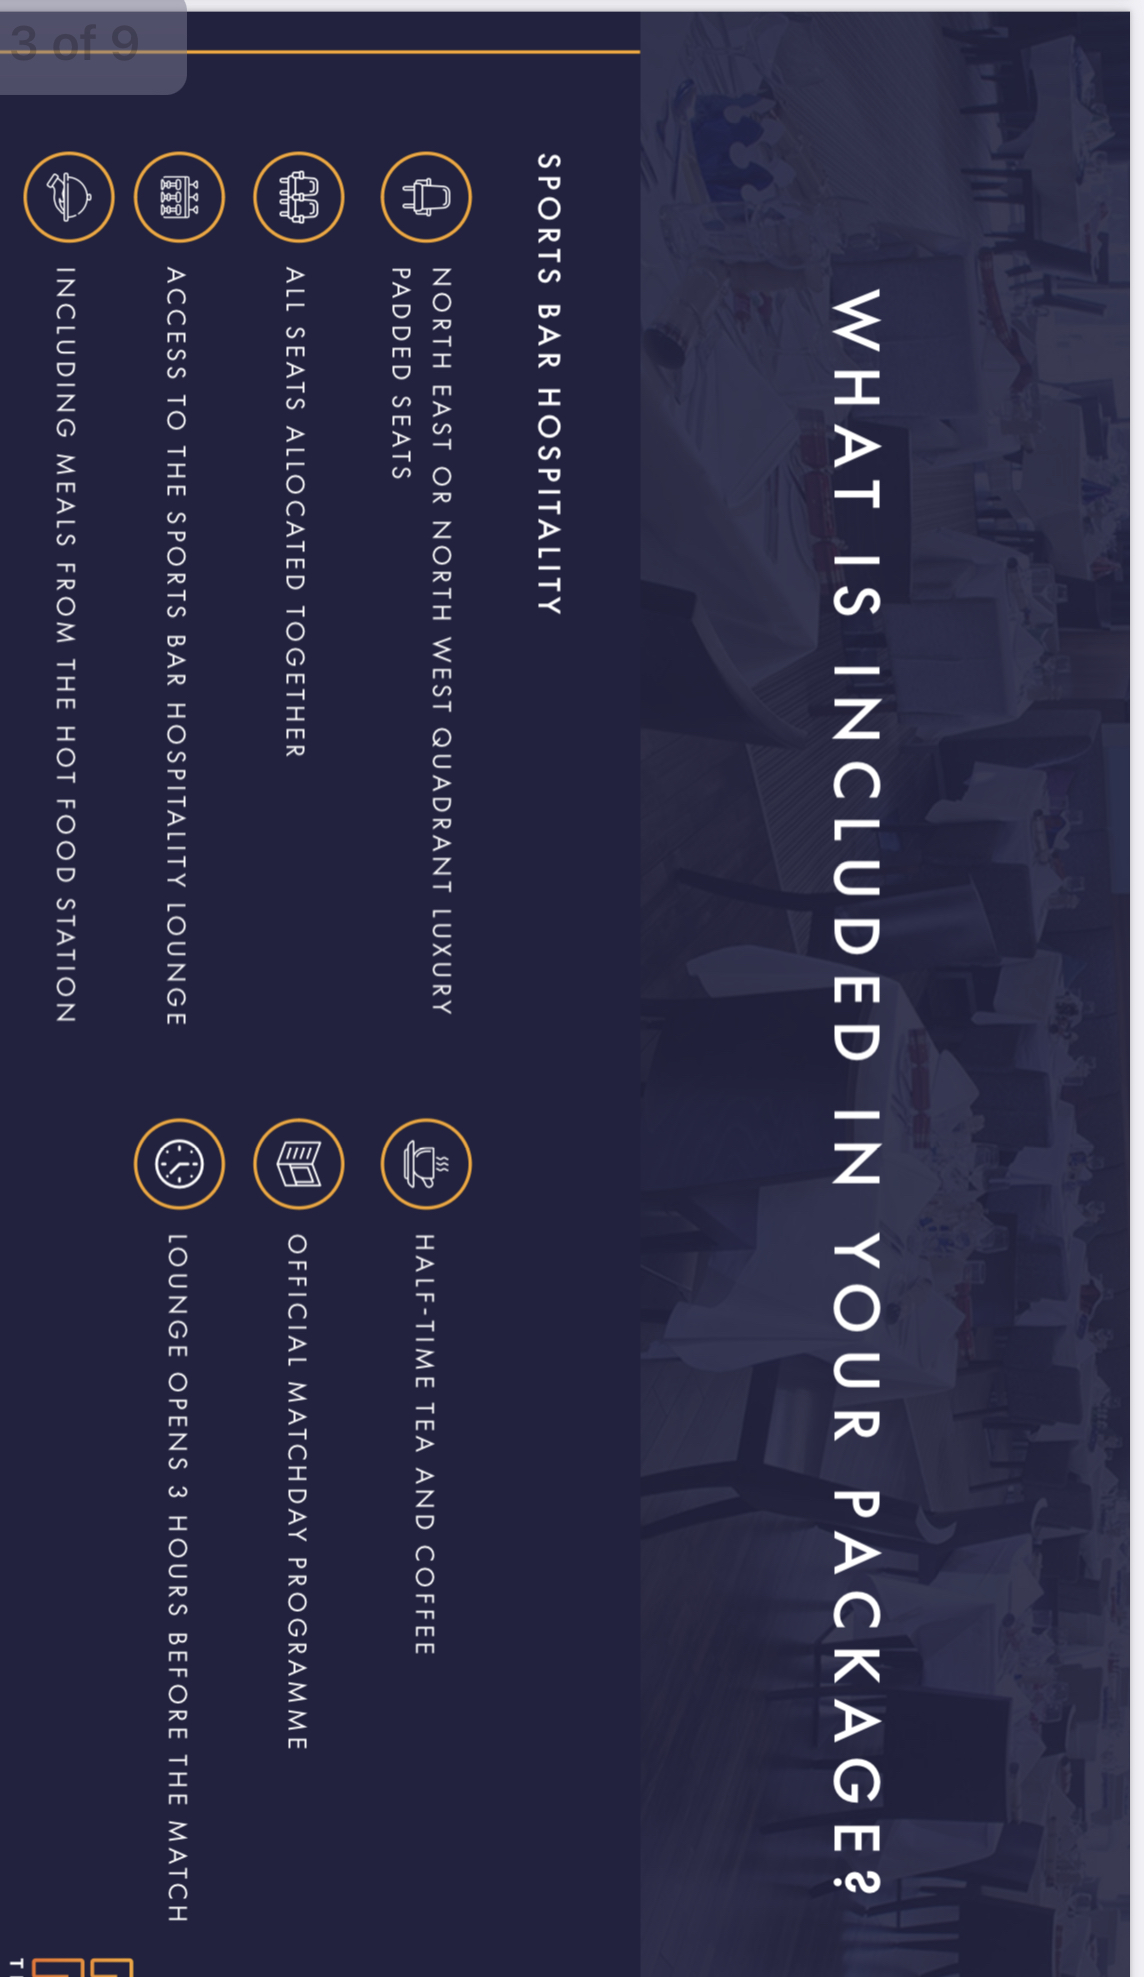 3 of 9
WHAT IS INCLUDED IN YOUR PACKAGE?
SPORTS BAR HOSPITALITY
NORTH EAST OR NORTH WEST QUADRANT LUXURY
PADDED SEATS
ALL SEATS ALLOCATED TOGETHER
ACCESS TO THE SPORTS BAR HOSPITALITY LOUNGE
INCLUDING MEALS FROM THE HOT FOOD STATION
HALF-TIME TEA AND COFFEE
OFFICIAL MATCHDAY PROGRAMME
LOUNGE OPENS 3 HOURS BEFORE THE MATCH